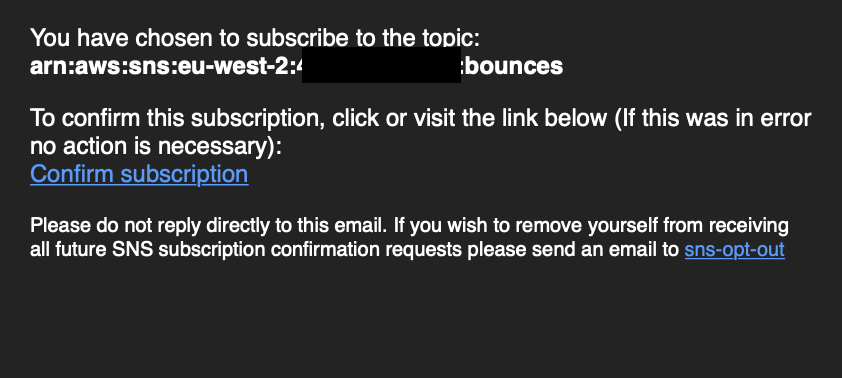 You have chosen to subscribe to the topic:
arn:aws:sns:eu-west-2:4 :bounces
To confirm this subscription, click or visit the link below (If this was in error
no action is necessary):
Confirm subscription
Please do not reply directly to this email. If you wish to remove yourself from receiving
all future SNS subscription confirmation requests please send an email to sns-opt-out